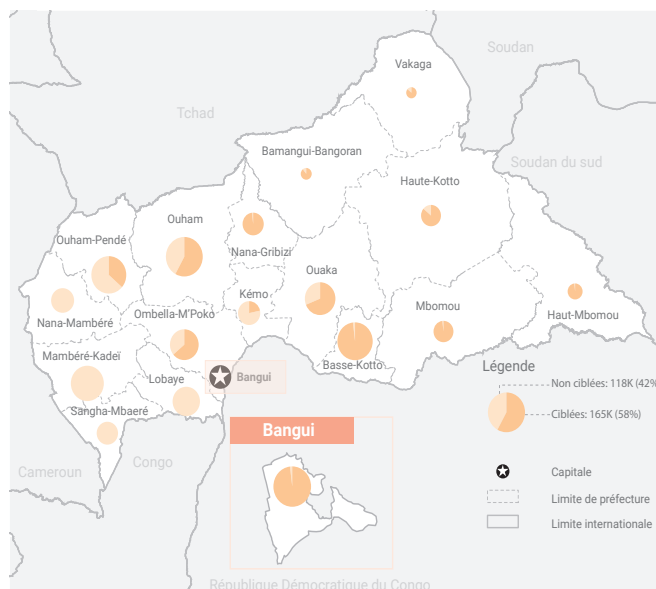 Soudan
Vakaga
Tchad
Bamangui-Bangoran
Soudan du sud
Haute-Kotto
Ouham
Ouham-Pendé
Nana-Gribizi
Ouaka
Kémo
Nana-Mambéré
Ombella-M'Poko
Mbomou
Haut-Mbomou
Mambéré-Kadeï
Lobaye
Bangui
Basse-Kotto
Sangha-Mbaeré
Légende
Non ciblées: 118K (42%
Ciblées: 165K (58%)
Bangui
Cameroun
Congo
Capitale
Limite de préfecture
Limite internationale
République Démocratique du Congo